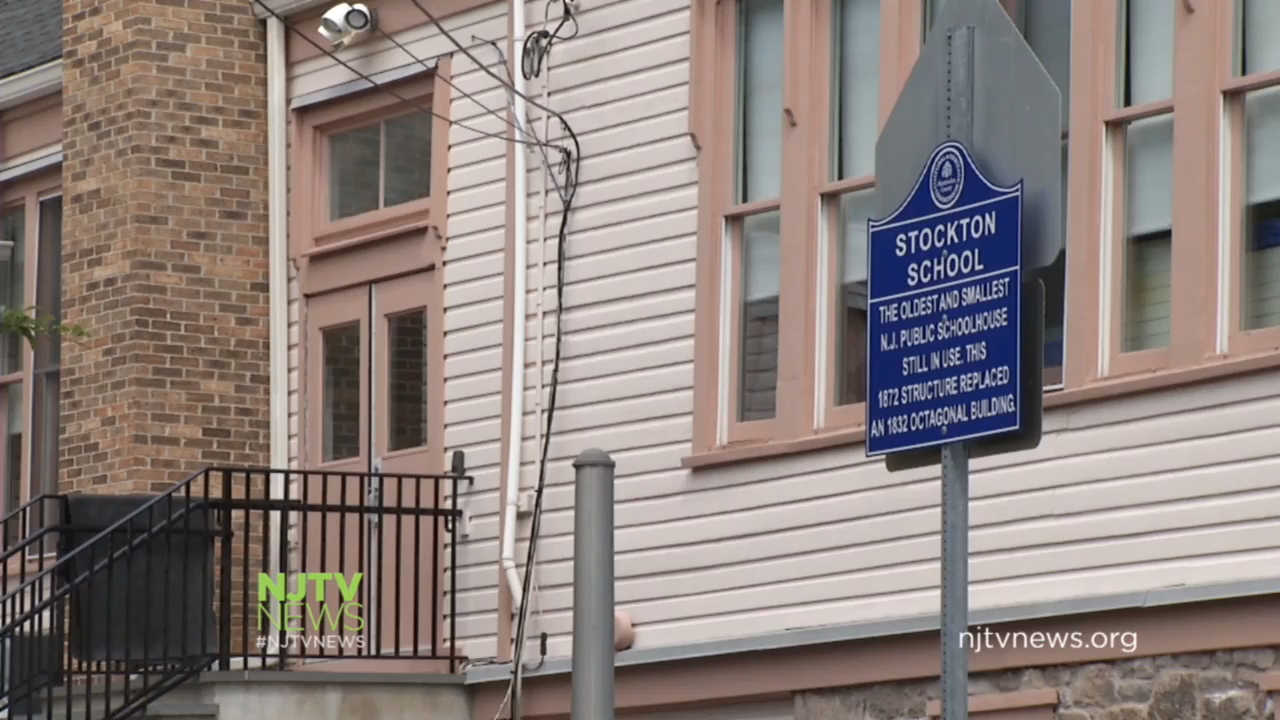 STOCKTON
SCHOOL
THE OLDEST AND SMALLEST
N.J. PUBLIC SCHOOLHOUSE
STILL IN USE. THIS
1872 STRUCTURE REPLACED
AN 1832 OCTAGONAL BUILDING.
NJTV
NEWS
#NJTVNEWS
njtvnews.org